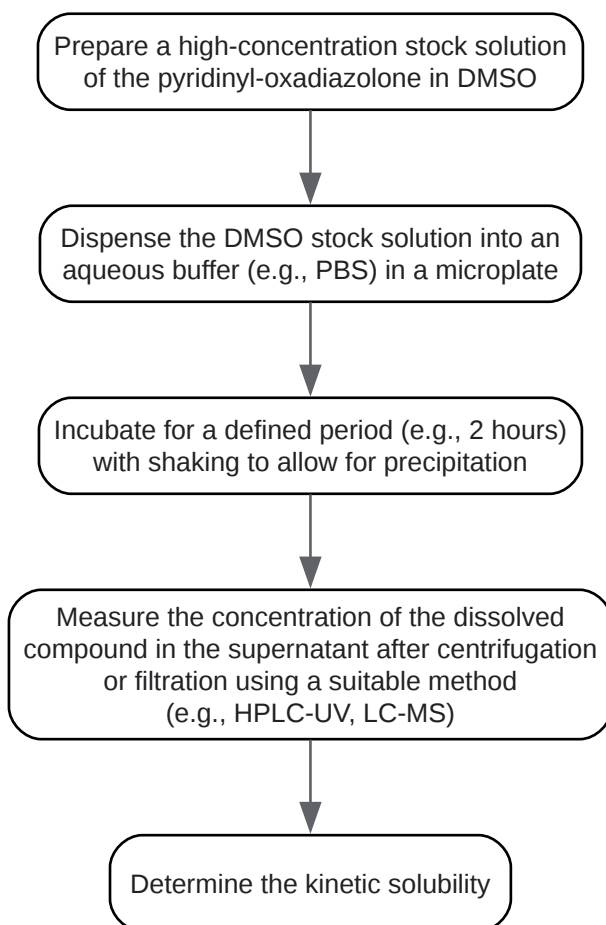 Prepare a high-concentration stock solution
of the pyridinyl-oxadiazolone in DMSO
Dispense the DMSO stock solution into an
aqueous buffer (e.g., PBS) in a microplate
Incubate for a defined period (e.g., 2 hours)
with shaking to allow for precipitation
Measure the concentration of the dissolved
compound in the supernatant after centrifugation
or filtration using a suitable method
(e.g., HPLC-UV, LC-MS)
Determine the kinetic solubility